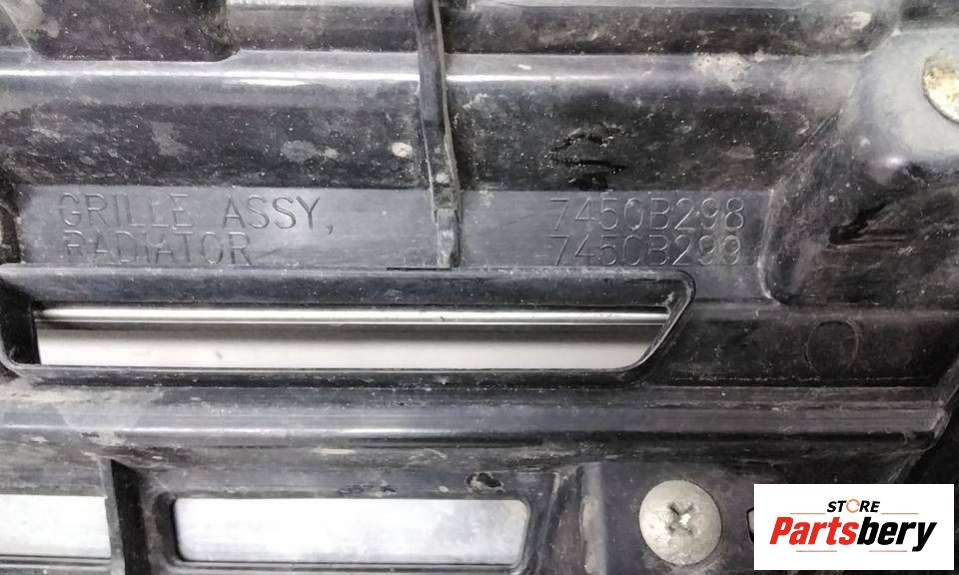 GRILLE ASSY, 7450B298
RADIATOR 7450B299
STORE
Partsbery